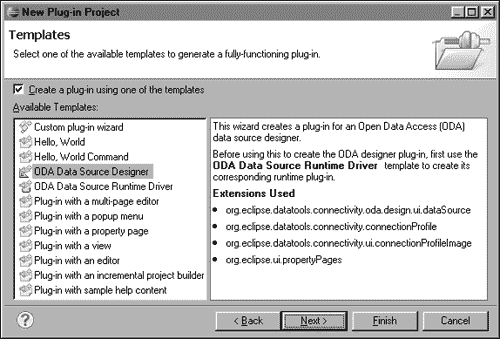 New Plug-in Project
Templates
Select one of the available templates to generate a fully-functioning plug-in.
Create a plug-in using one of the templates
Available Templates:
Custom plug-in wizard
Hello, World
Hello, World Command
ODA Data Source Designer
ODA Data Source Runtime Driver
Plug-in with a multi-page editor
Plug-in with a popup menu
Plug-in with a property page
Plug-in with a view
Plug-in with an editor
Plug-in with an incremental project builder
Plug-in with sample help content
This wizard creates a plug-in for an Open Data Access (ODA)
data source designer.
Before using this to create the ODA designer plug-in, first use the
ODA Data Source Runtime Driver template to create its
corresponding runtime plug-in.
Extensions Used
• org.eclipse.datatools.connectivity.oda.design.ui.dataSource
• org.eclipse.datatools.connectivity.connectionProfile
• org.eclipse.datatools.connectivity.ui.connectionProfileImage
• org.eclipse.ui.propertyPages
?
< Back
Next >
Finish
Cancel